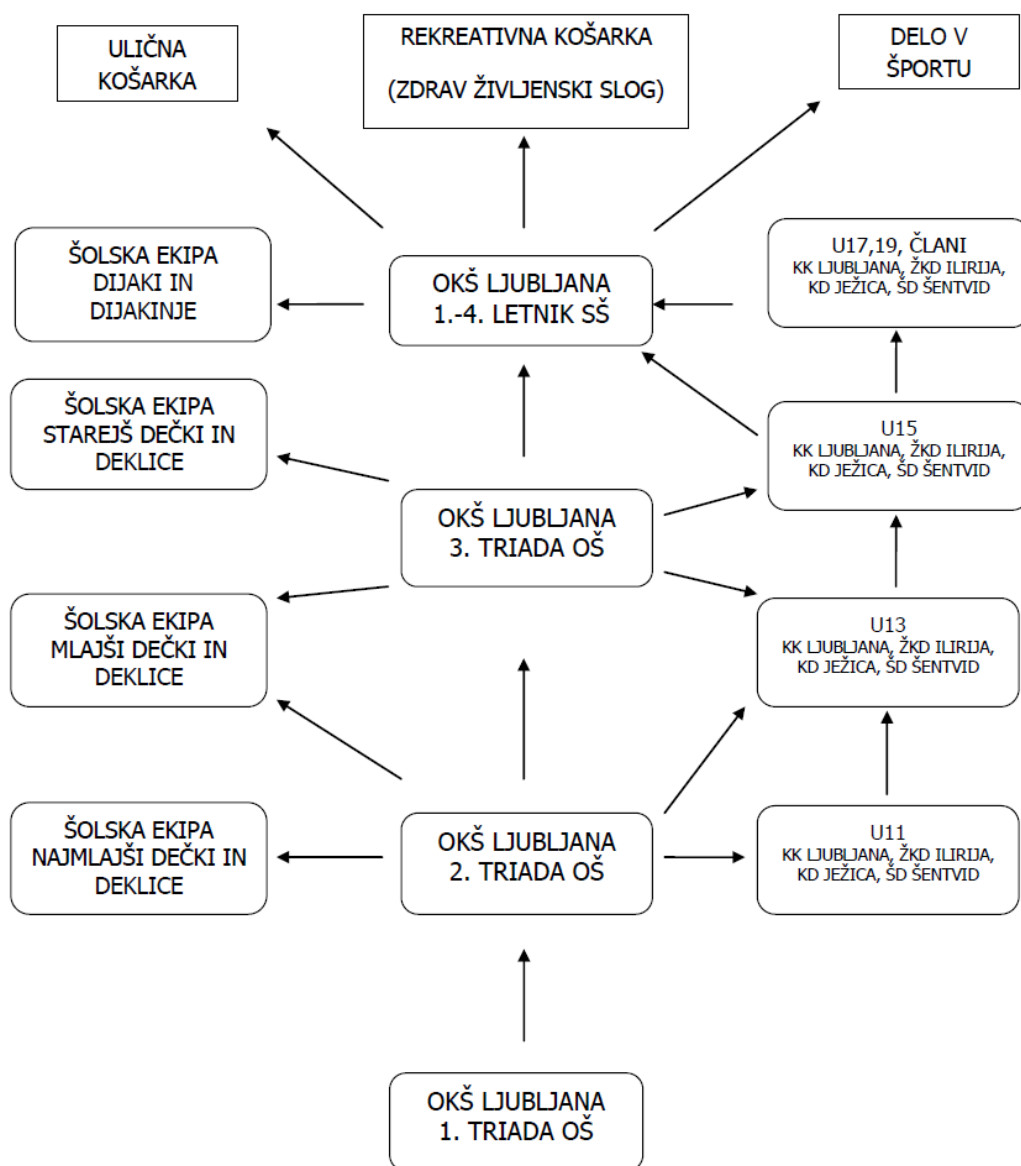 ULIČNA
KOŠARKA
REKREATIVNA KOŠARKA
(ZDRAV ŽIVLJENSKI SLOG)
DELO V
ŠPORTU
ŠOLSKA EKIPA
DIJAKI IN
DIJAKINJE
OKŠ LJUBLJANA
1.-4. LETNIK SŠ
U17,19, ČLANI
KK LJUBLJANA, ŽKD ILIRIJA,
KD JEŽICA, ŠD ŠENTVID
ŠOLSKA EKIPA
STAREJŠ DEČKI IN
DEKLICE
U15
KK LJUBLJANA, ŽKD ILIRIJA,
KD JEŽICA, ŠD ŠENTVID
OKŠ LJUBLJANA
3. TRIADA OŠ
ŠOLSKA EKIPA
MLAJŠI DEČKI IN
DEKLICE
U13
KK LJUBLJANA, ŽKD ILIRIJA,
KD JEŽICA, ŠD ŠENTVID
ŠOLSKA EKIPA
NAJMLAJŠI DEČKI IN
DEKLICE
OKŠ LJUBLJANA
2. TRIADA OŠ
U11
KK LJUBLJANA, ŽKD ILIRIJA,
KD JEŽICA, ŠD ŠENTVID
OKŠ LJUBLJANA
1. TRIADA OŠ